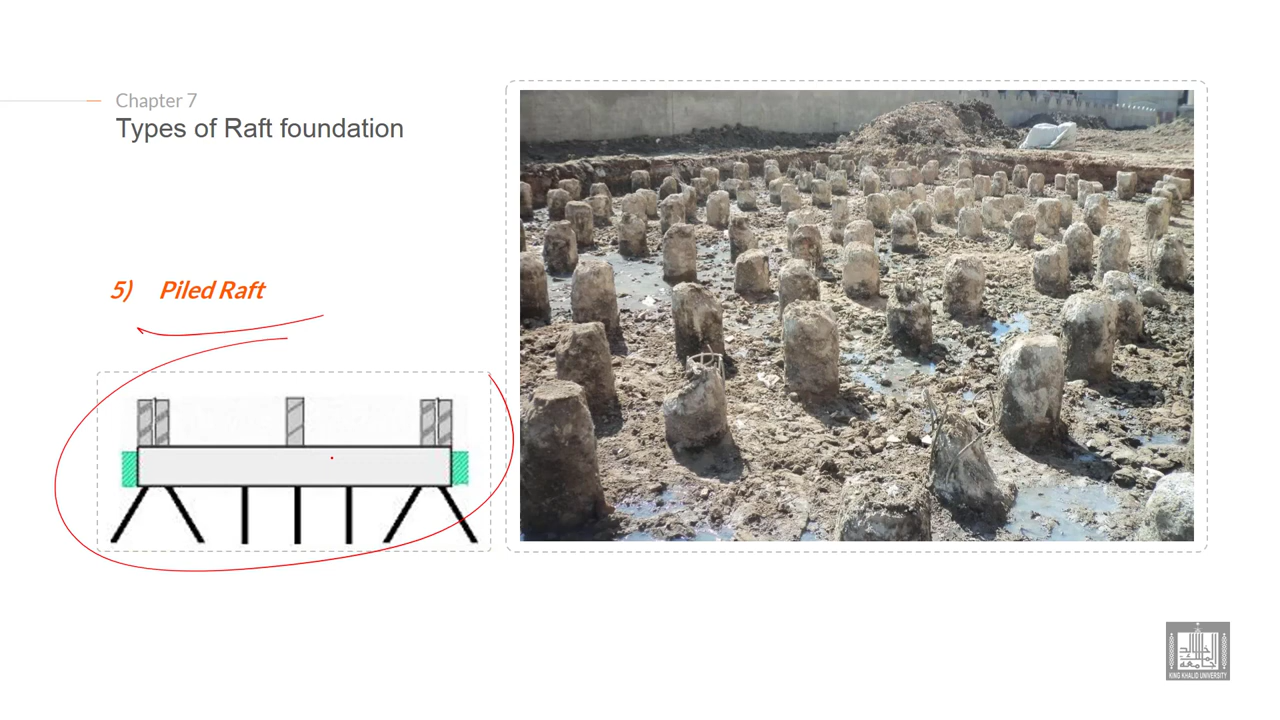 Chapter 7
Types of Raft foundation
5) Piled Raft
KING KHALID UNIVERSITY